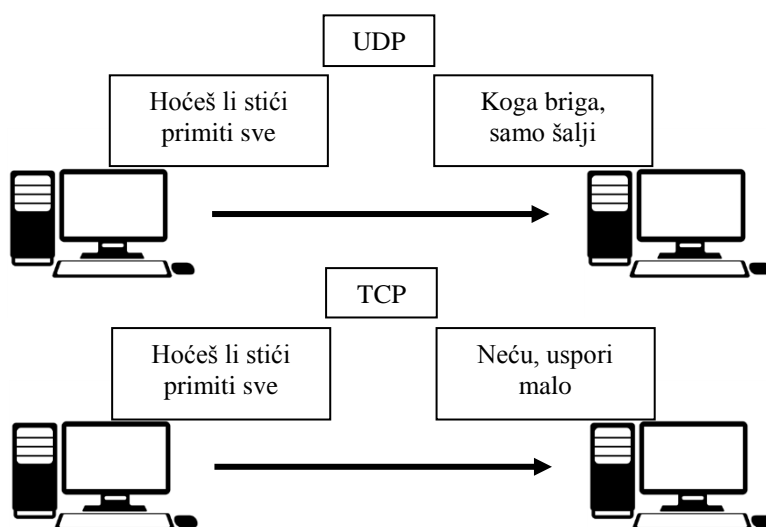 UDP
Hoćeš li stići
primiti sve
Koga briga,
samo šalji
TCP
Hoćeš li stići
primiti sve
Neću, uspori
malo